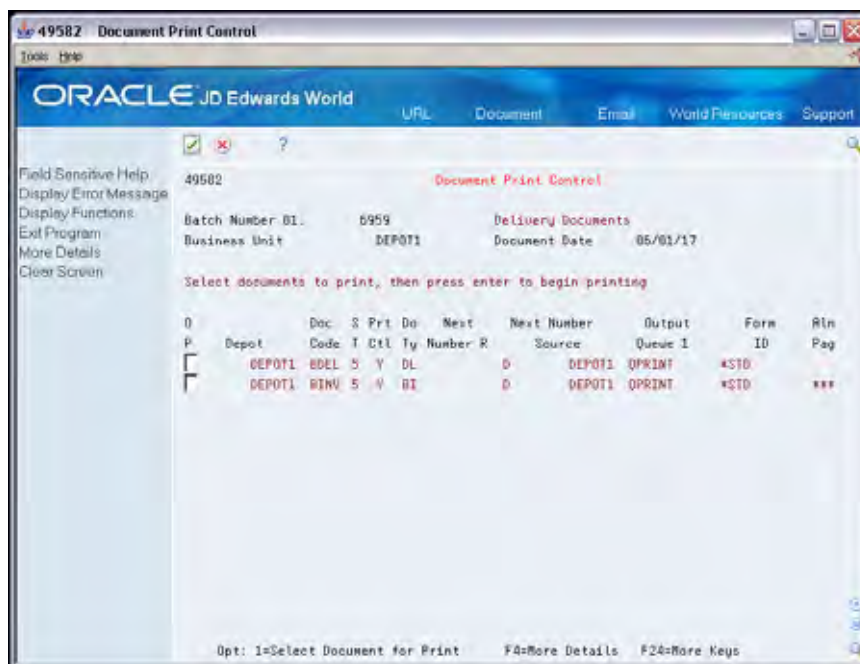 49582 Document Print Control
Tools Help
ORACLE JD Edwards World
URL Document Email World Resources Support
?
Field Sensitive Help
Display Error Message
Display Functions
Exit Program
More Details
Clear Screen
49582 Document Print Control
Batch Number BI. 6959 Delivery Documents
Business Unit DEPOT1 Document Date 05/01/17
Select documents to print, then press enter to begin printing
O Doc S Prt Do Next Next Number Output Form Aln
P Depot Code T Ctl Ty Number R Source Queue 1 ID Pag
DEPOT1 BDEL 5 Y DL D DEPOT1 QPRINT *STD
DEPOT1 BINV 5 Y BI D DEPOT1 QPRINT *STD ***
Opt: 1=Select Document for Print F4=More Details F24=More Keys